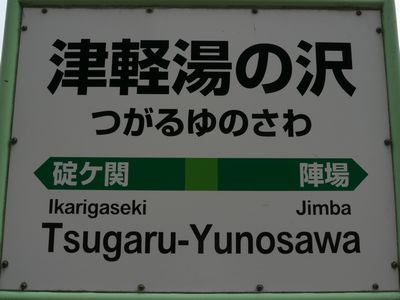 津軽湯の沢
つがるゆのさわ
碇ケ関 陣場
Ikarigaseki Jimba
Tsugaru-Yunosawa